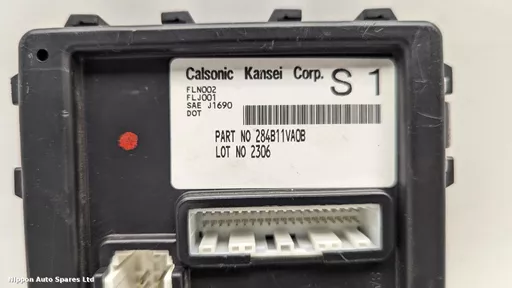 Calsonic Kansei Corp. S 1
FLN002
FLJ001
SAE J1690
DOT
PART NO 284B11VA0B
LOT NO 2306
Nippon Auto Spares Ltd